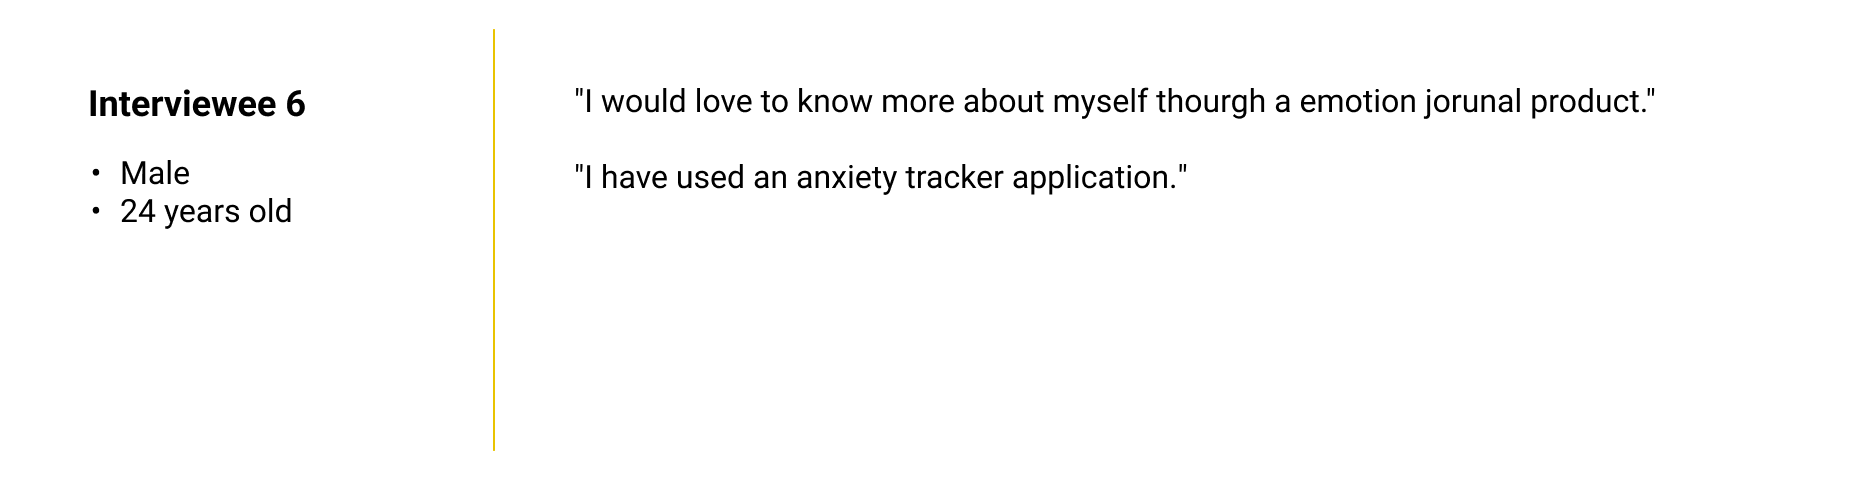 Interviewee 6
• Male
• 24 years old
"I would love to know more about myself thourgh a emotion jorunal product."
"I have used an anxiety tracker application."